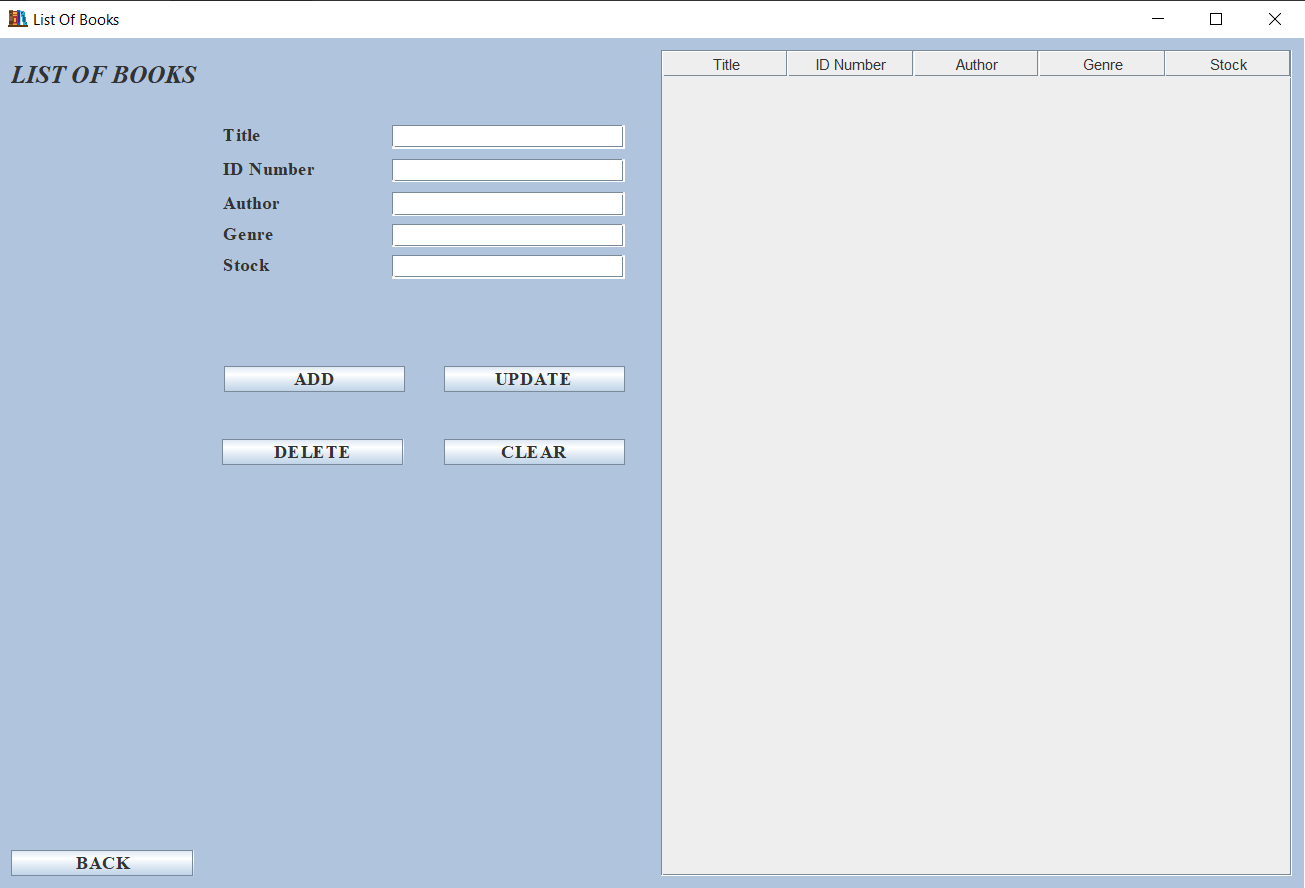 List Of Books
LIST OF BOOKS
Title
ID Number
Author
Genre
Stock
ADD UPDATE
DELETE CLEAR
BACK
Title ID Number Author Genre Stock